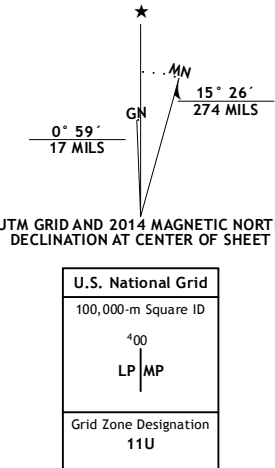 ★
MN
GN
15° 26´
274 MILS
0° 59´
17 MILS
UTM GRID AND 2014 MAGNETIC NORTH
DECLINATION AT CENTER OF SHEET
U.S. National Grid
100,000-m Square ID
⁴00
LP MP
Grid Zone Designation
11U